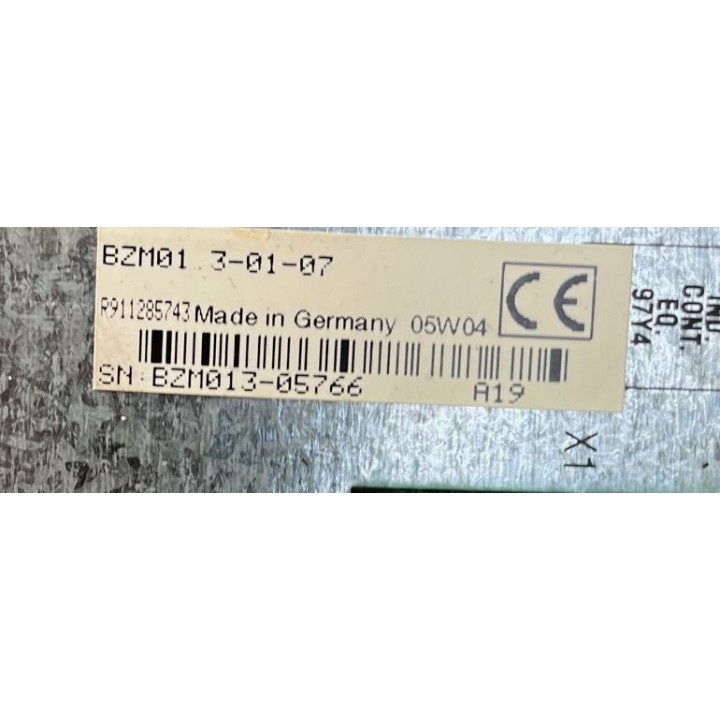 BZM01.3-01-07
R911285743 Made in Germany 05W04
CE
SN:BZM013-05766
A19
X1
IND.
CONT.
EQ.
97Y4